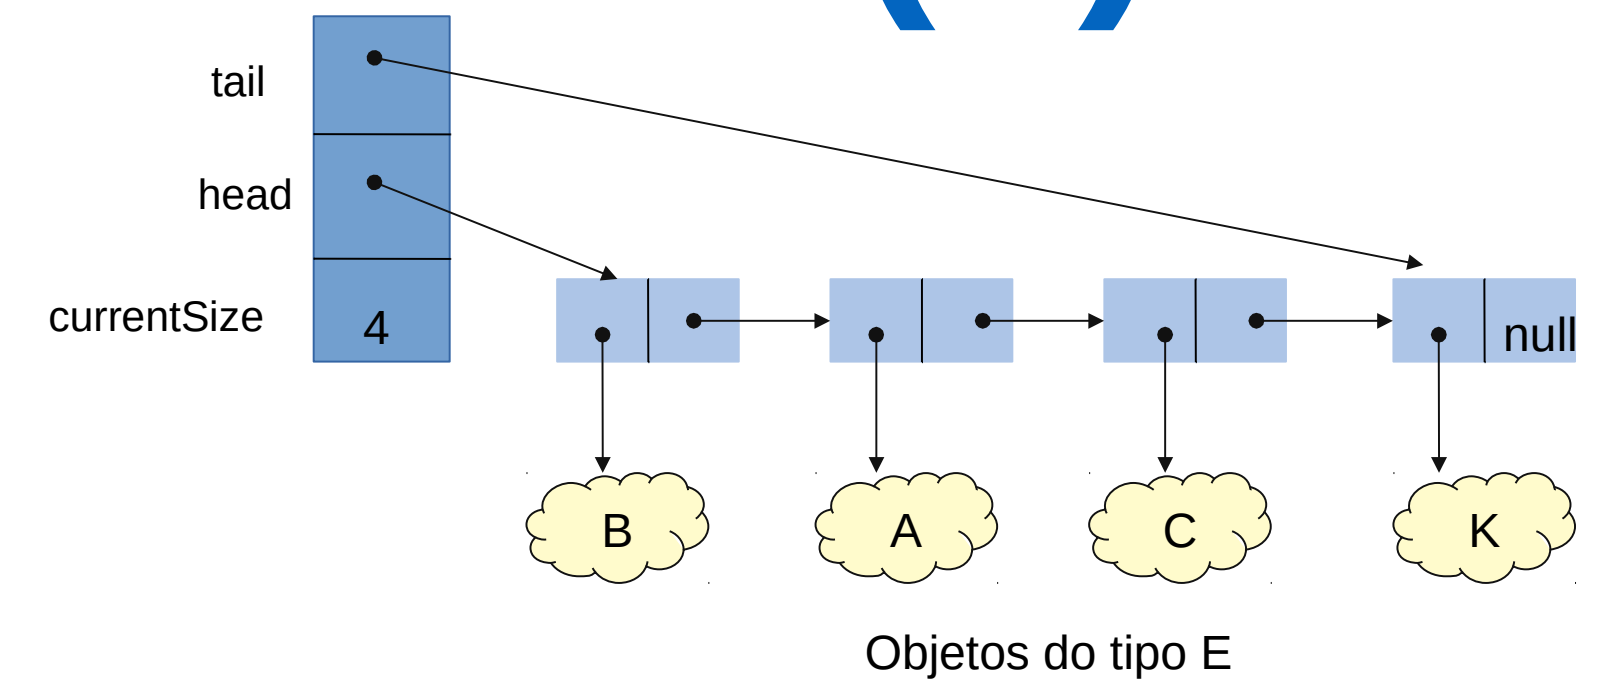 tail
head
currentSize
4
null
B
A
C
K
Objetos do tipo E